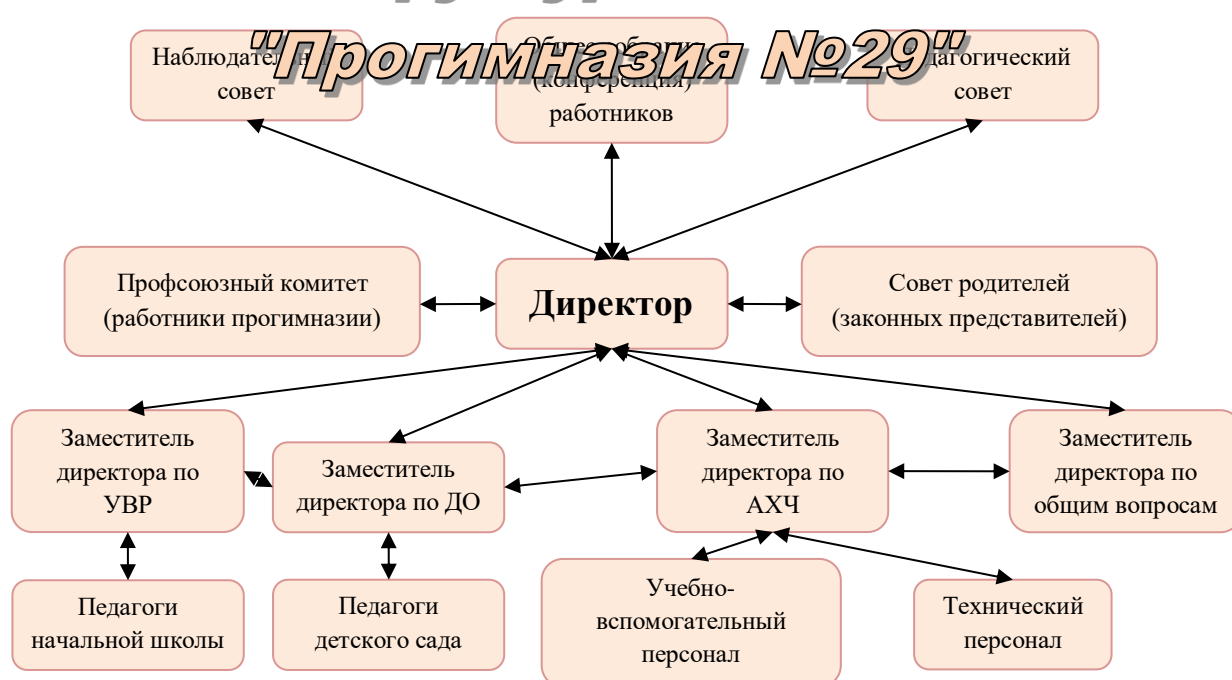 "Прогимназия №29"
совет
(конференция)
работников
совет
Профсоюзный комитет
(работники прогимназии)
Директор
Совет родителей
(законных представителей)
Заместитель
директора по
УВР
Заместитель
директора по ДО
Заместитель
директора по
АХЧ
Заместитель
директора по
общим вопросам
Педагоги
начальной школы
Педагоги
детского сада
Учебно-
вспомогательный
персонал
Технический
персонал